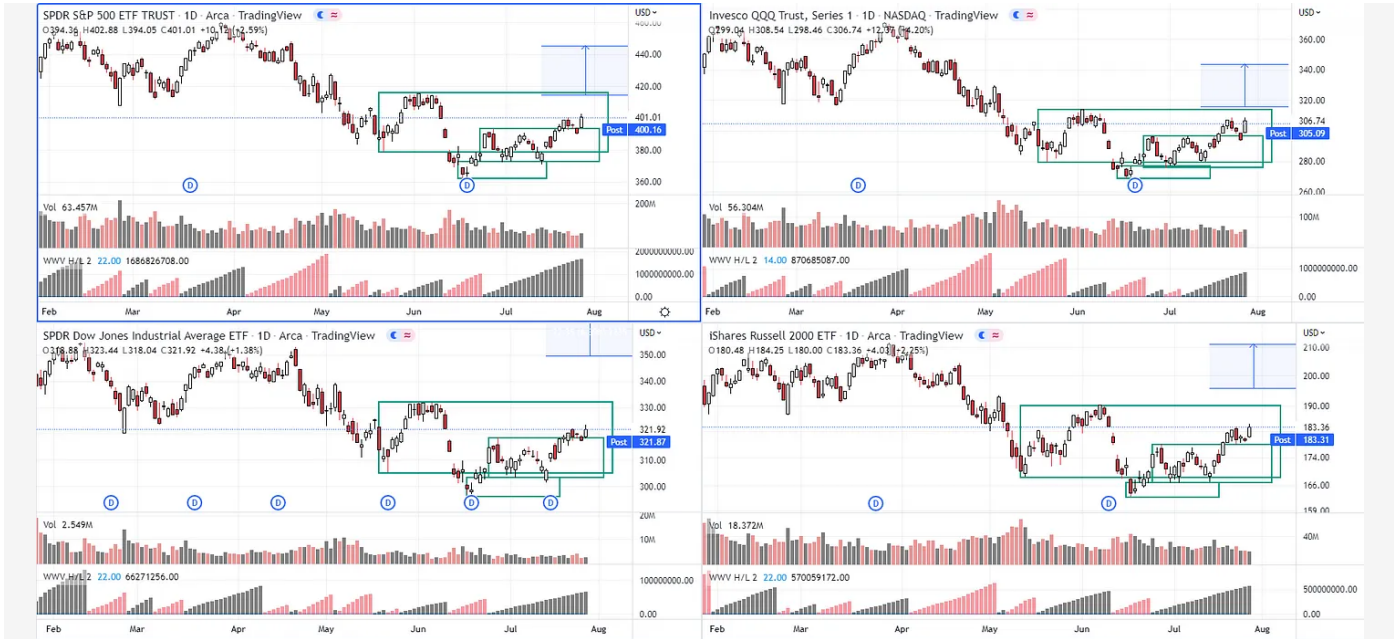 SPDR S&P 500 ETF TRUST · 1D · Arca · TradingView
USD
O394.36 H402.88 L394.05 C401.01 +10.12 (+2.59%)
460.00
440.00
420.00
401.01
Post 400.16
380.00
360.00
D D
Vol 63.457M
200M
WWV H/L 2 22.00 1686826708.00
2000000000.00
1000000000.00
0.00
Feb Mar Apr May Jun Jul Aug
Invesco QQQ Trust, Series 1 · 1D · NASDAQ · TradingView
USD
O299.04 H308.54 L298.46 C306.74 +12.37 (+4.20%)
360.00
340.00
320.00
306.74
Post 305.09
280.00
260.00
D D
Vol 56.304M
100M
WWV H/L 2 14.00 870685087.00
1000000000.00
0.00
Feb Mar Apr May Jun Jul Aug
SPDR Dow Jones Industrial Average ETF · 1D · Arca · TradingView
USD
O318.88 H323.44 L318.04 C321.92 +4.38 (+1.38%)
350.00
340.00
330.00
321.92
Post 321.87
310.00
300.00
D D D D D D
Vol 2.549M
20M
10M
WWV H/L 2 22.00 66271256.00
100000000.00
0.00
Feb Mar Apr May Jun Jul Aug
iShares Russell 2000 ETF · 1D · Arca · TradingView
USD
O180.48 H184.25 L180.00 C183.36 +4.03 (+2.25%)
210.00
200.00
190.00
183.36
Post 183.31
174.00
166.00
159.00
D D
Vol 18.372M
40M
WWV H/L 2 22.00 570059172.00
500000000.00
0.00
Feb Mar Apr May Jun Jul Aug